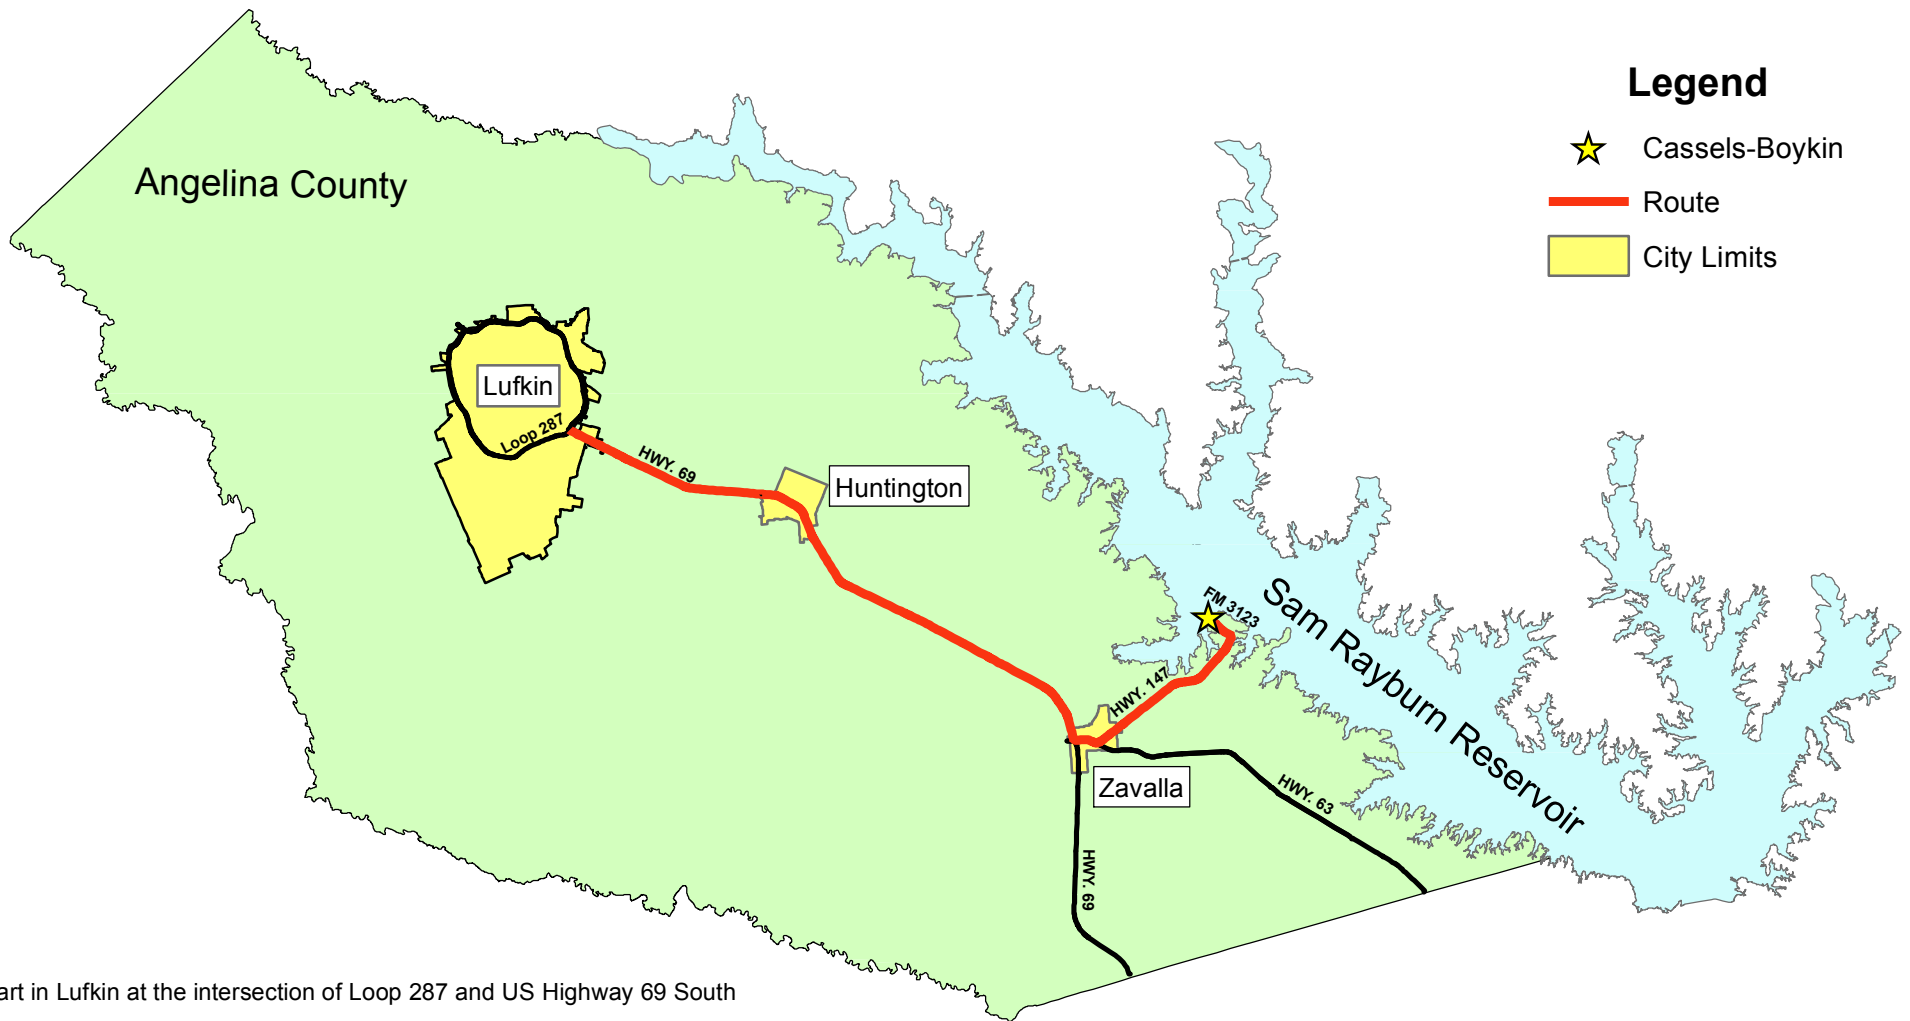 Legend
Cassels-Boykin
Route
City Limits
Angelina County
Lufkin
Loop 287
HWY. 69
Huntington
FM 3123
Sam Rayburn Reservoir
HWY. 147
Zavalla
HWY. 63
HWY. 69
art in Lufkin at the intersection of Loop 287 and US Highway 69 South